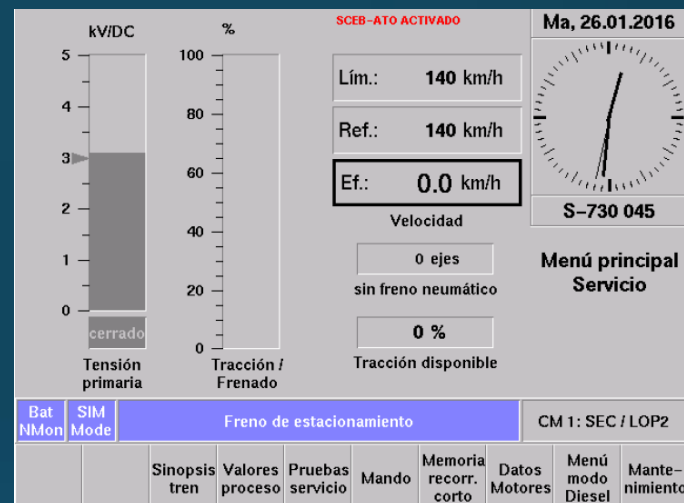 kV/DC
%
SCEB-ATO ACTIVADO
Ma, 26.01.2016
5
4
3
2
1
0
cerrado
Tensión
primaria
100
80
60
40
20
0
Tracción /
Frenado
Lím.: 140 km/h
Ref.: 140 km/h
Ef.: 0.0 km/h
Velocidad
0 ejes
sin freno neumático
0 %
Tracción disponible
S-730 045
Menú principal
Servicio
Bat
NMon
SIM
Mode
Freno de estacionamiento
CM 1: SEC / LOP2
Sinopsis
tren
Valores
proceso
Pruebas
servicio
Mando
Memoria
recorr.
corto
Datos
Motores
Menú
modo
Diesel
Mante-
nimiento